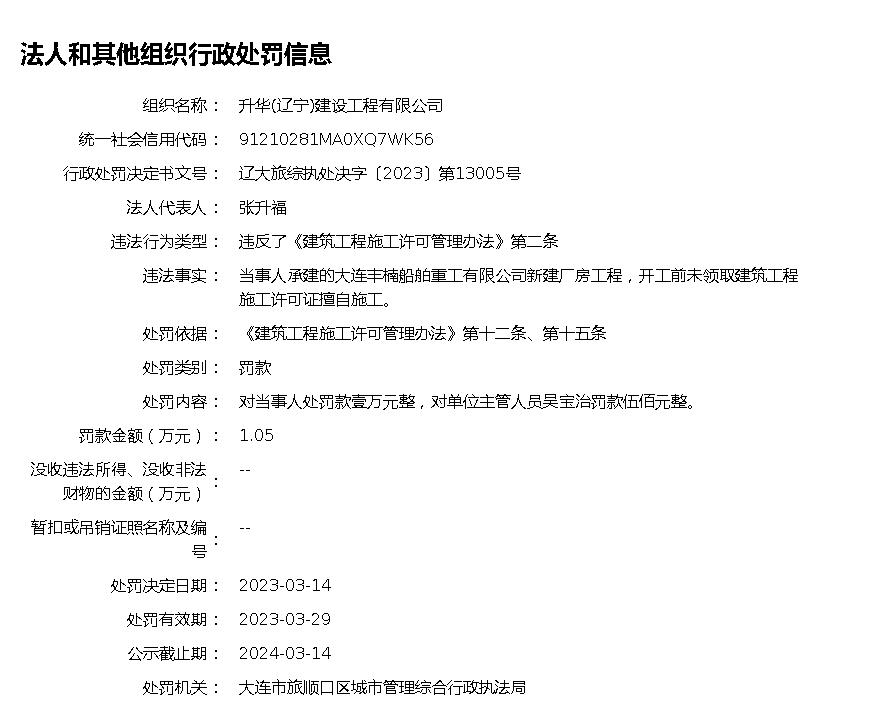 法人和其他组织行政处罚信息
组织名称： 升华(辽宁)建设工程有限公司
统一社会信用代码： 91210281MA0XQ7WK56
行政处罚决定书文号： 辽大旅综执处决字〔2023〕第13005号
法人代表人： 张升福
违法行为类型： 违反了《建筑工程施工许可管理办法》第二条
违法事实： 当事人承建的大连丰楠船舶重工有限公司新建厂房工程，开工前未领取建筑工程
施工许可证擅自施工。
处罚依据： 《建筑工程施工许可管理办法》第十二条、第十五条
处罚类别： 罚款
处罚内容： 对当事人处罚款壹万元整，对单位主管人员吴宝治罚款伍佰元整。
罚款金额（万元）： 1.05
没收违法所得、没收非法
财物的金额（万元）： --
暂扣或吊销证照名称及编
号： --
处罚决定日期： 2023-03-14
处罚有效期： 2023-03-29
公示截止期： 2024-03-14
处罚机关： 大连市旅顺口区城市管理综合行政执法局